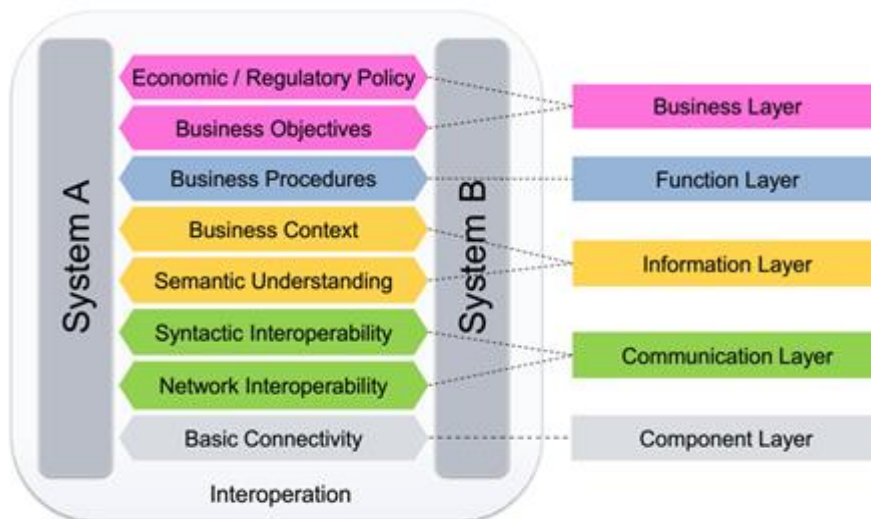 System A
Economic / Regulatory Policy
Business Objectives
Business Procedures
Business Context
Semantic Understanding
Syntactic Interoperability
Network Interoperability
Basic Connectivity
System B
Interoperation
Business Layer
Function Layer
Information Layer
Communication Layer
Component Layer